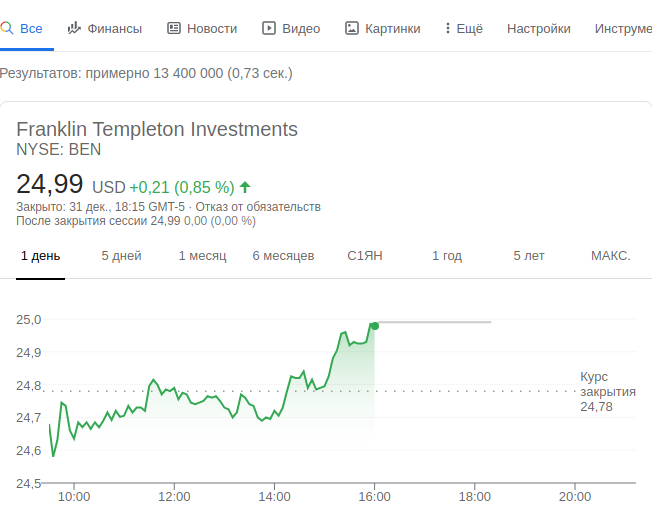 Все Финансы Новости Видео Картинки Ещё Настройки Инструме
Результатов: примерно 13 400 000 (0,73 сек.)
Franklin Templeton Investments
NYSE: BEN
24,99 USD +0,21 (0,85 %)
Закрыто: 31 дек., 18:15 GMT-5 · Отказ от обязательств
После закрытия сессии 24,99 0,00 (0,00 %)
1 день 5 дней 1 месяц 6 месяцев С1ЯН 1 год 5 лет МАКС.
25,0
24,9
24,8
24,7
24,6
24,5
Курс
закрытия
24,78
10:00 12:00 14:00 16:00 18:00 20:00